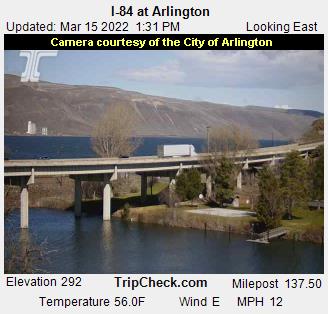 I-84 at Arlington
Updated: Mar 15 2022 1:31 PM Looking East
Camera courtesy of the City of Arlington
Elevation 292 TripCheck.com Milepost 137.50
Temperature 56.0F Wind E MPH 12